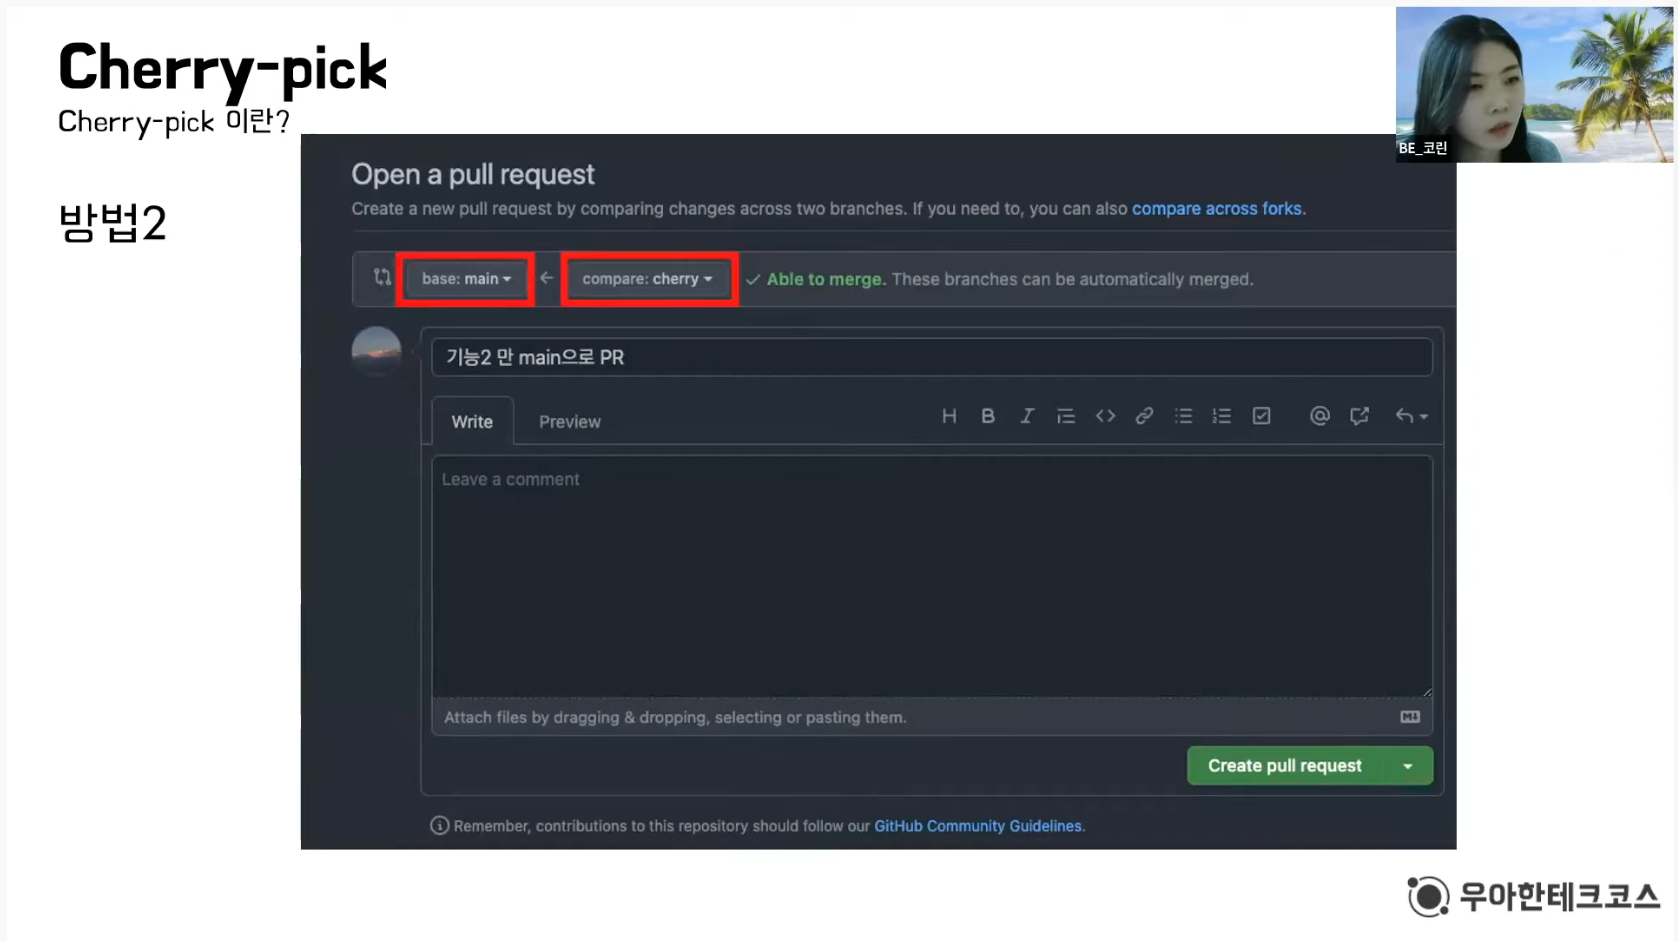 Cherry-pick
Cherry-pick 이란?
방법2
BE_코린
Open a pull request
Create a new pull request by comparing changes across two branches. If you need to, you can also compare across forks.
base: main
compare: cherry
Able to merge. These branches can be automatically merged.
기능2 만 main으로 PR
Write
Preview
Leave a comment
Attach files by dragging & dropping, selecting or pasting them.
Create pull request
Remember, contributions to this repository should follow our GitHub Community Guidelines.
우아한테크코스